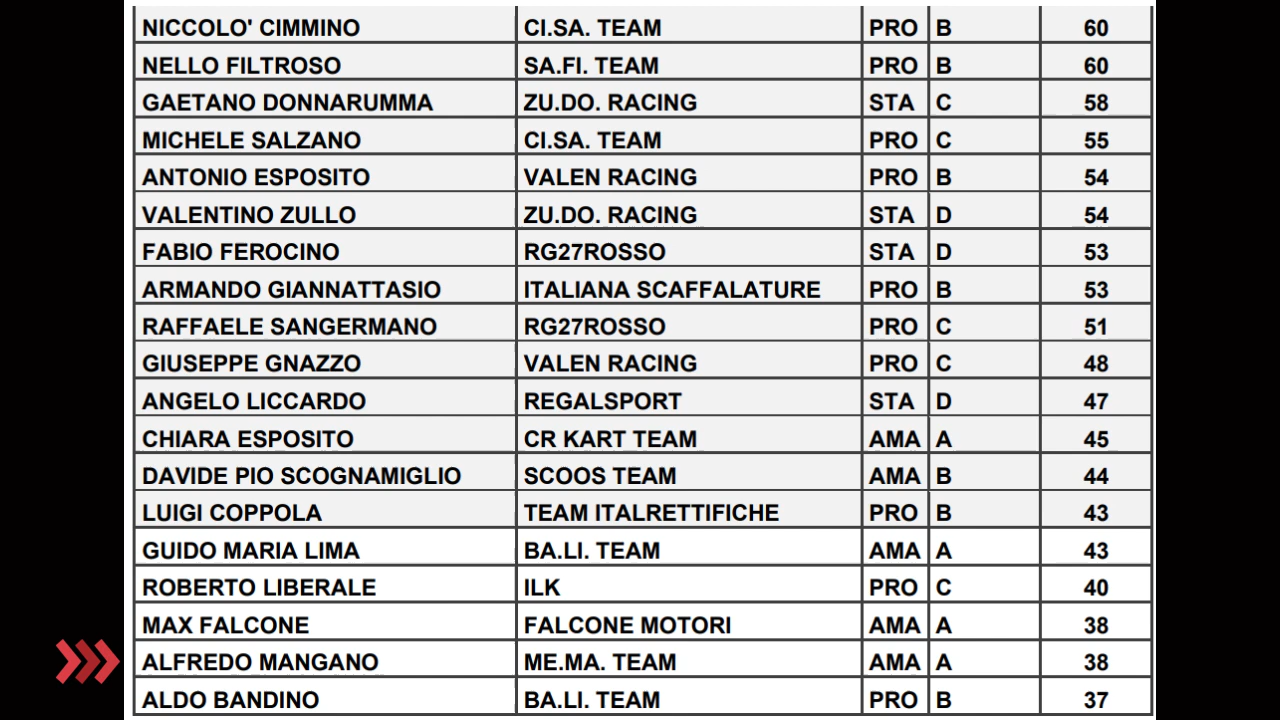 NICCOLO' CIMMINO CI.SA. TEAM PRO B 60
NELLO FILTROSO SA.FI. TEAM PRO B 60
GAETANO DONNARUMMA ZU.DO. RACING STA C 58
MICHELE SALZANO CI.SA. TEAM PRO C 55
ANTONIO ESPOSITO VALEN RACING PRO B 54
VALENTINO ZULLO ZU.DO. RACING STA D 54
FABIO FEROCINO RG27ROSSO STA D 53
ARMANDO GIANNATTASIO ITALIANA SCAFFALATURE PRO B 53
RAFFAELE SANGERMANO RG27ROSSO PRO C 51
GIUSEPPE GNAZZO VALEN RACING PRO C 48
ANGELO LICCARDO REGALSPORT STA D 47
CHIARA ESPOSITO CR KART TEAM AMA A 45
DAVIDE PIO SCOGNAMIGLIO SCOOS TEAM AMA B 44
LUIGI COPPOLA TEAM ITALRETTIFICHE PRO B 43
GUIDO MARIA LIMA BA.LI. TEAM AMA A 43
ROBERTO LIBERALE ILK PRO C 40
MAX FALCONE FALCONE MOTORI AMA A 38
ALFREDO MANGANO ME.MA. TEAM AMA A 38
ALDO BANDINO BA.LI. TEAM PRO B 37